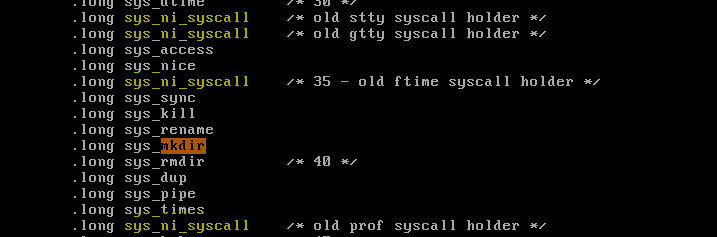 .long sys_utime /* 30 */
.long sys_ni_syscall /* old stty syscall holder */
.long sys_ni_syscall /* old gtty syscall holder */
.long sys_access
.long sys_nice
.long sys_ni_syscall /* 35 - old ftime syscall holder */
.long sys_sync
.long sys_kill
.long sys_rename
.long sys_mkdir
.long sys_rmdir /* 40 */
.long sys_dup
.long sys_pipe
.long sys_times
.long sys_ni_syscall /* old prof syscall holder */